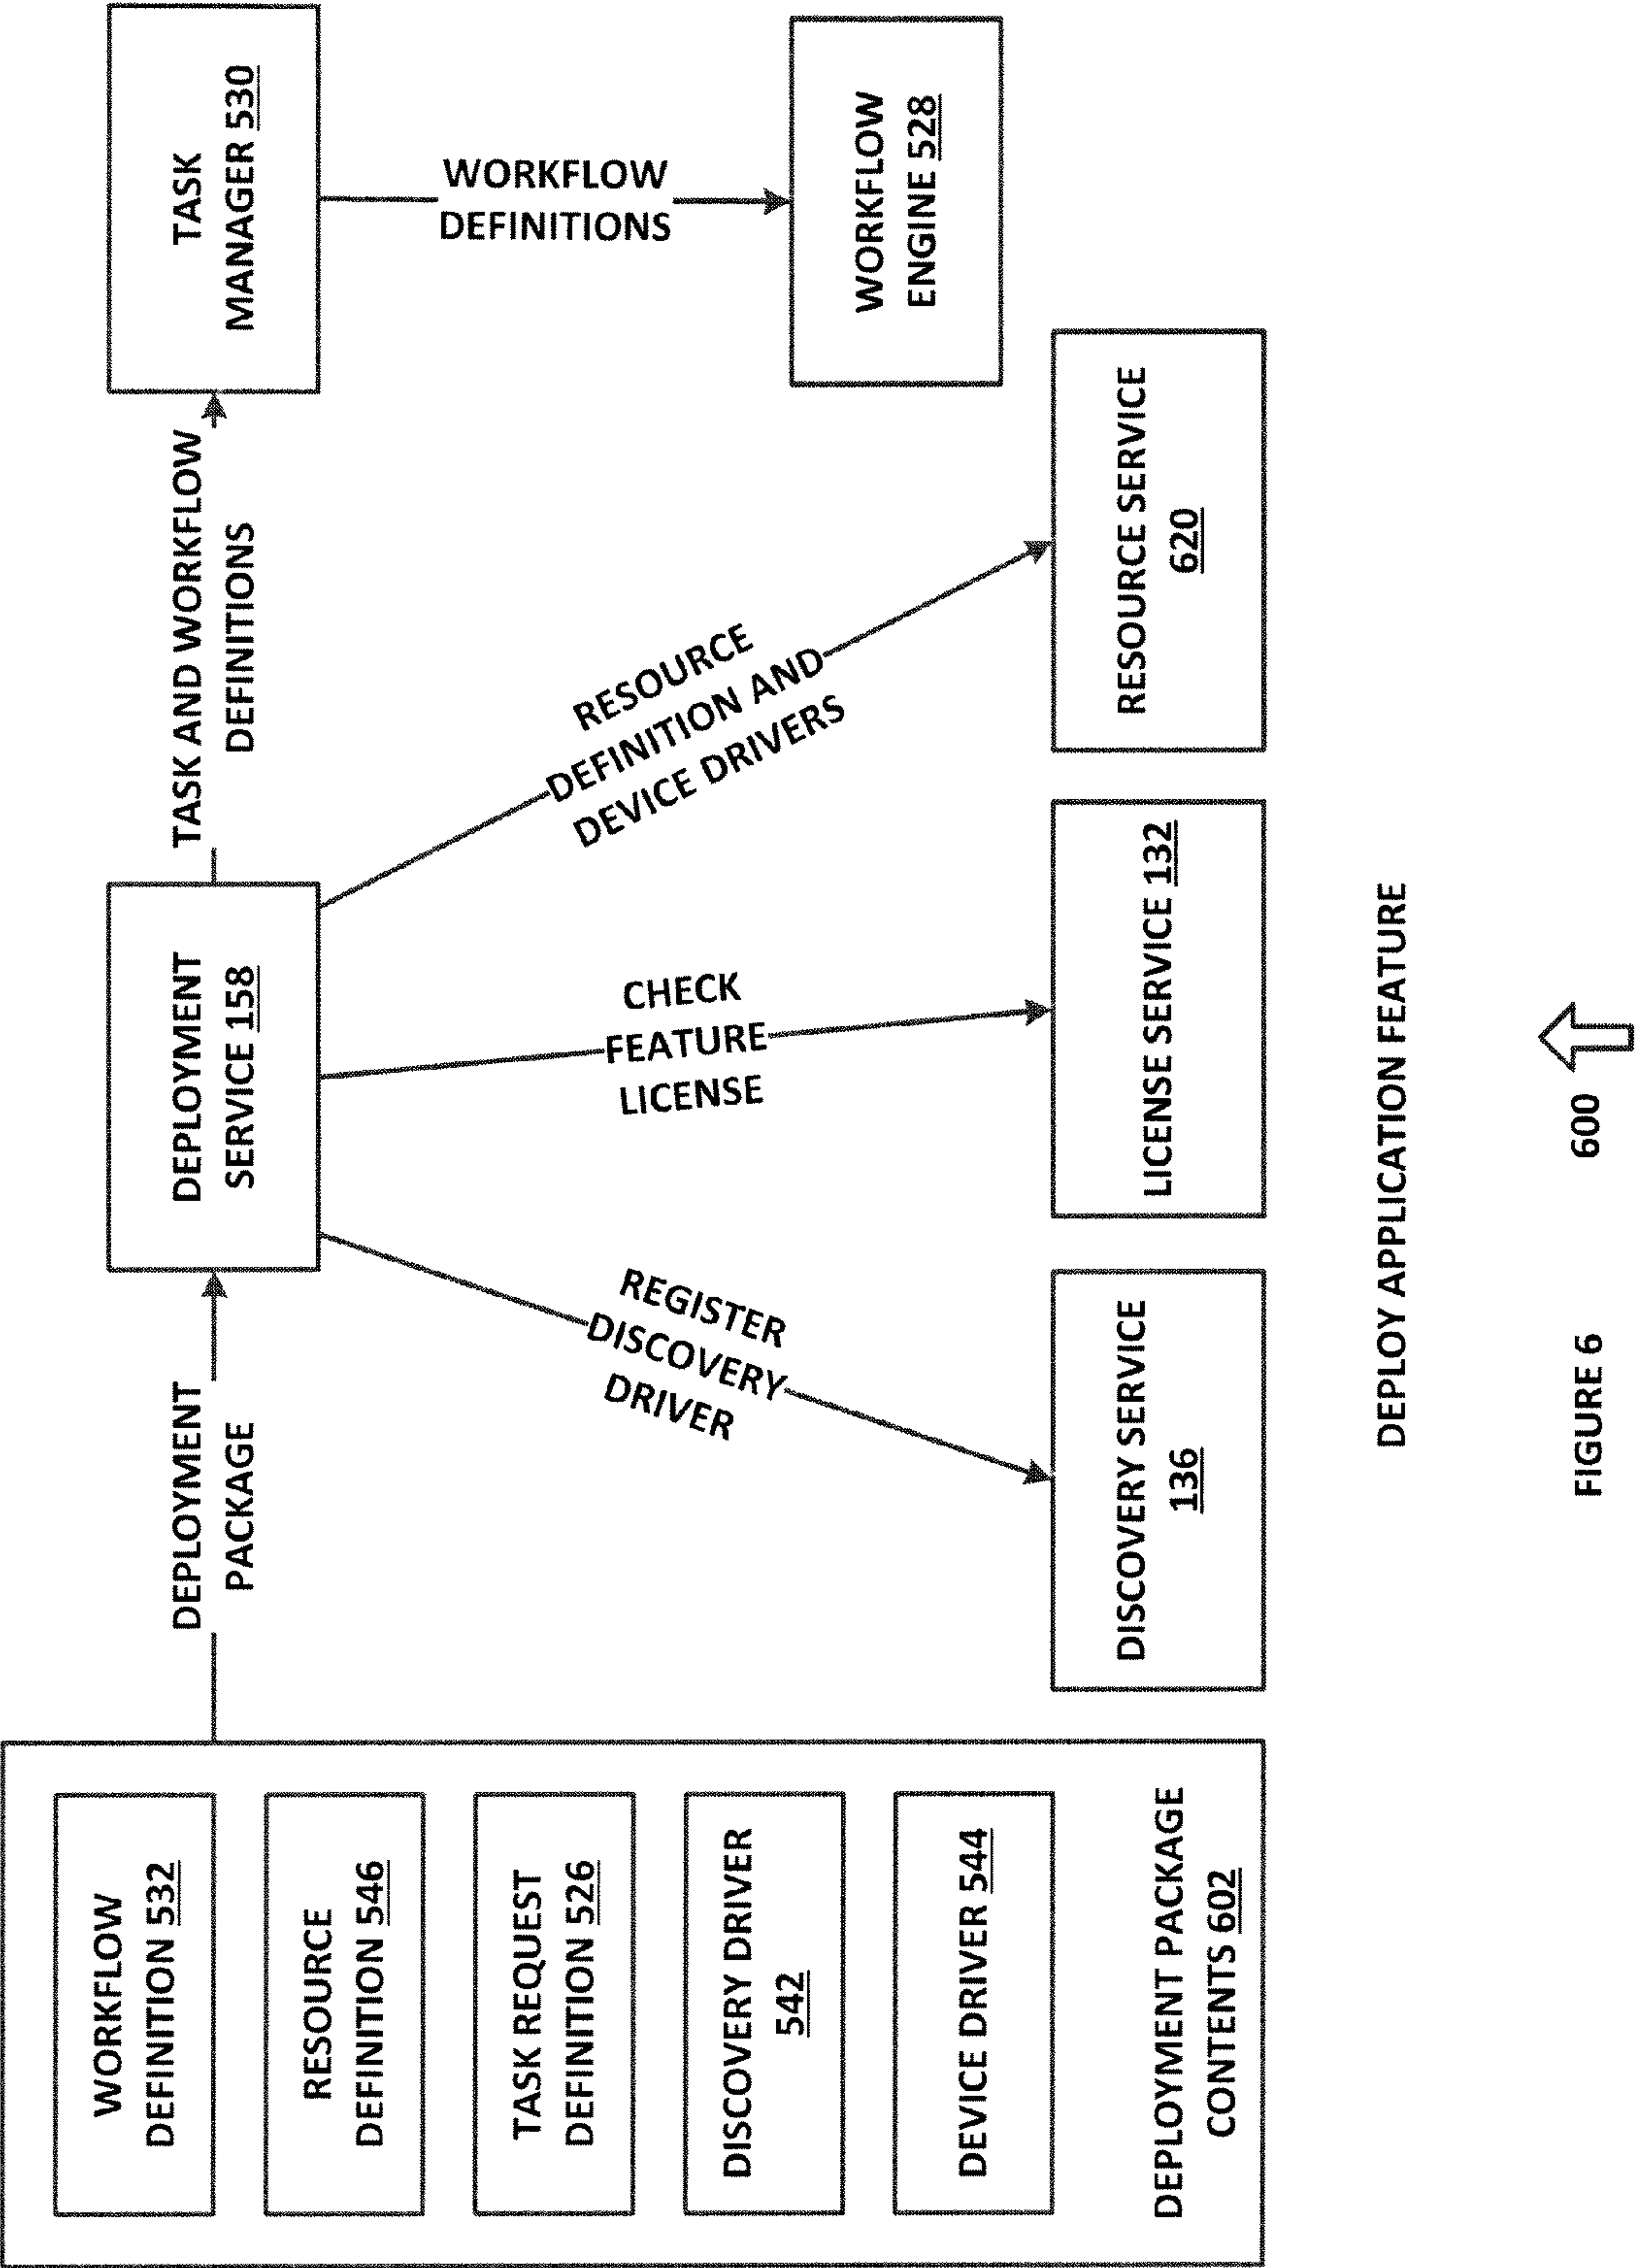 WORKFLOW
DEFINITION 532
RESOURCE
DEFINITION 546
TASK REQUEST
DEFINITION 526
DISCOVERY DRIVER
542
DEVICE DRIVER 544
DEPLOYMENT PACKAGE
CONTENTS 602
DEPLOYMENT
PACKAGE
DEPLOYMENT
SERVICE 158
TASK AND WORKFLOW
DEFINITIONS
TASK
MANAGER 530
WORKFLOW
DEFINITIONS
WORKFLOW
ENGINE 528
REGISTER
DISCOVERY
DRIVER
CHECK
FEATURE
LICENSE
RESOURCE
DEFINITION AND
DEVICE DRIVERS
DISCOVERY SERVICE
136
LICENSE SERVICE 132
RESOURCE SERVICE
620
DEPLOY APPLICATION FEATURE
FIGURE 6
600